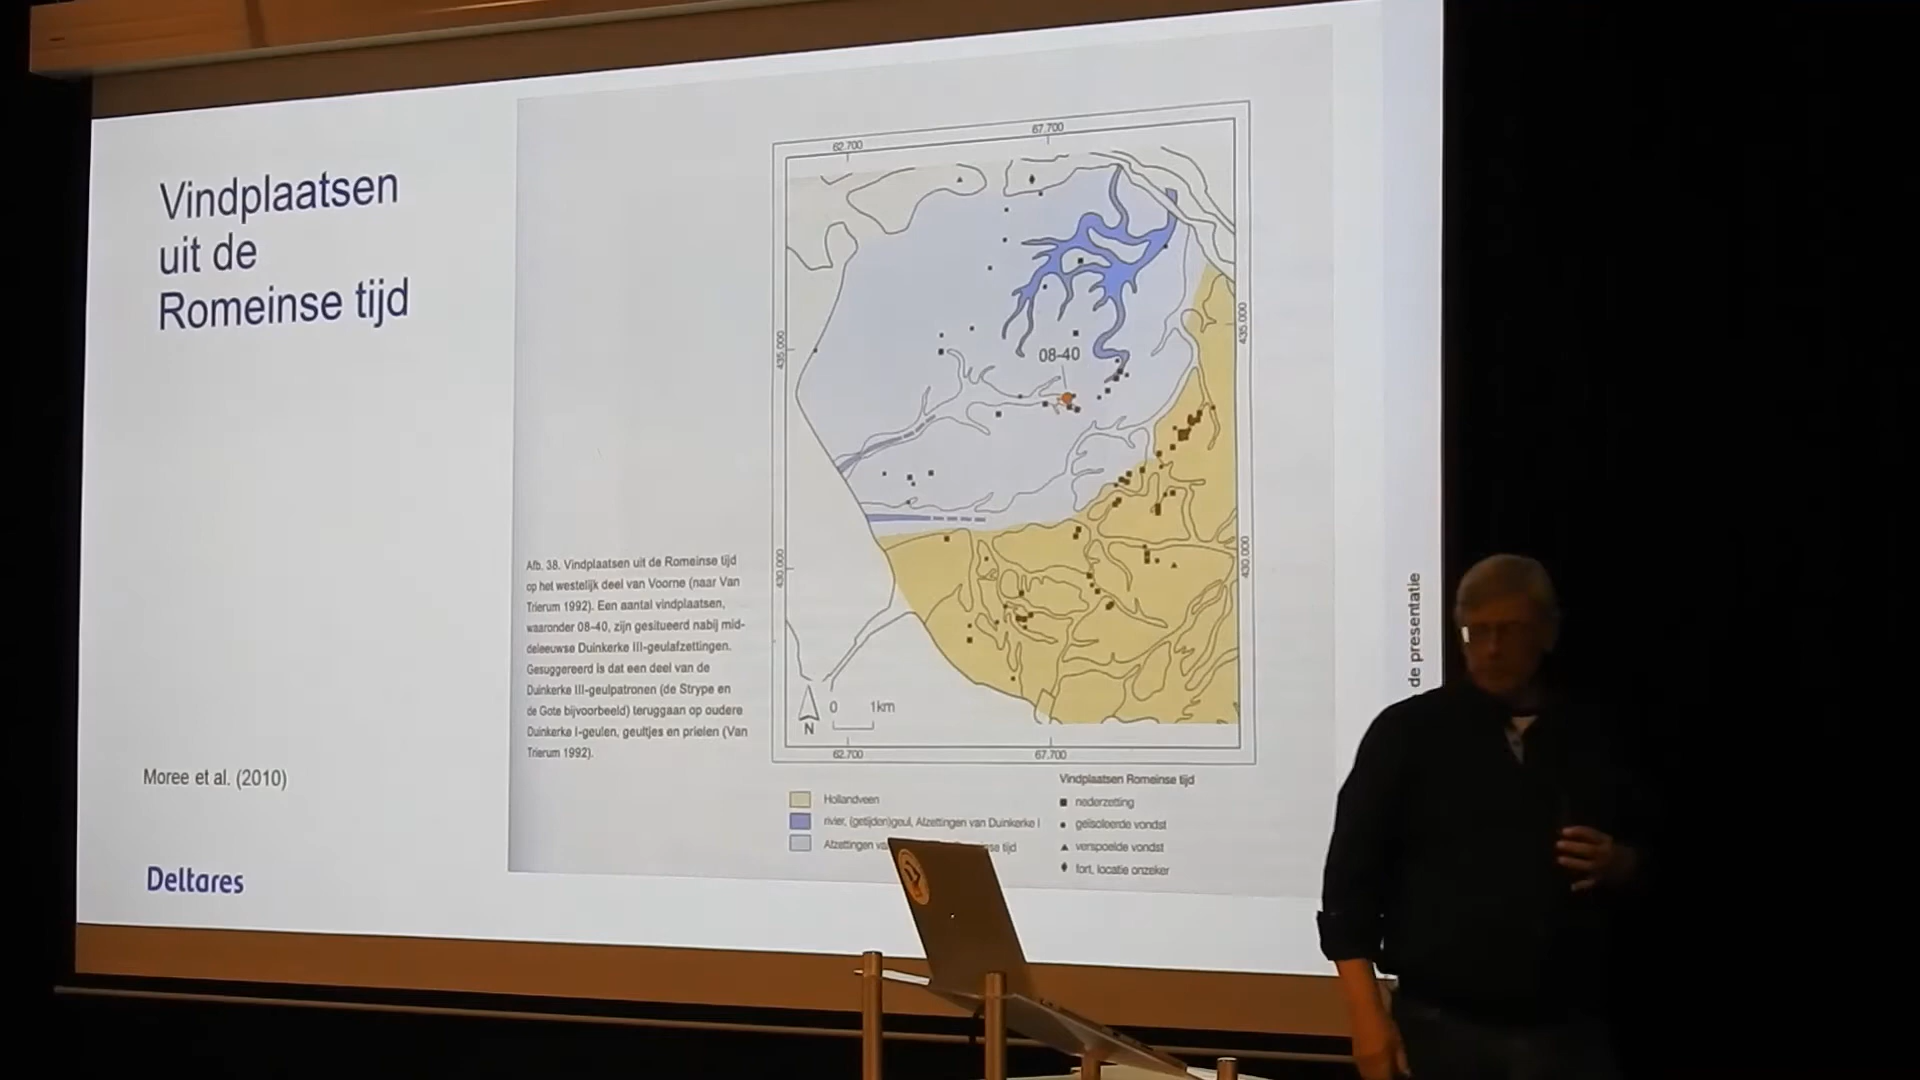 Vindplaatsen
uit de
Romeinse tijd
Afb. 38. Vindplaatsen uit de Romeinse tijd
op het westelijk deel van Voorne (naar Van
Trierum 1992). Een aantal vindplaatsen,
waaronder 08-40, zijn gesitueerd nabij mid-
deleeuwse Duinkerke III-geulafzettingen.
Gesuggereerd is dat een deel van de
Duinkerke III-geulpatronen (de Strype en
de Gote bijvoorbeeld) teruggaan op oudere
Duinkerke I-geulen, geultjes en prielen (Van
Trierum 1992).
Moree et al. (2010)
Deltares
62.700
67.700
435.000
435.000
08-40
430.000
430.000
0 1km
N
62.700
67.700
Hollandveen
rivier, (getijden)geul, Afzettingen van Duinkerke I
Afzettingen tijd
Vindplaatsen Romeinse tijd
nederzetting
geïsoleerde vondst
verspoelde vondst
fort, locatie onzeker
de presentatie